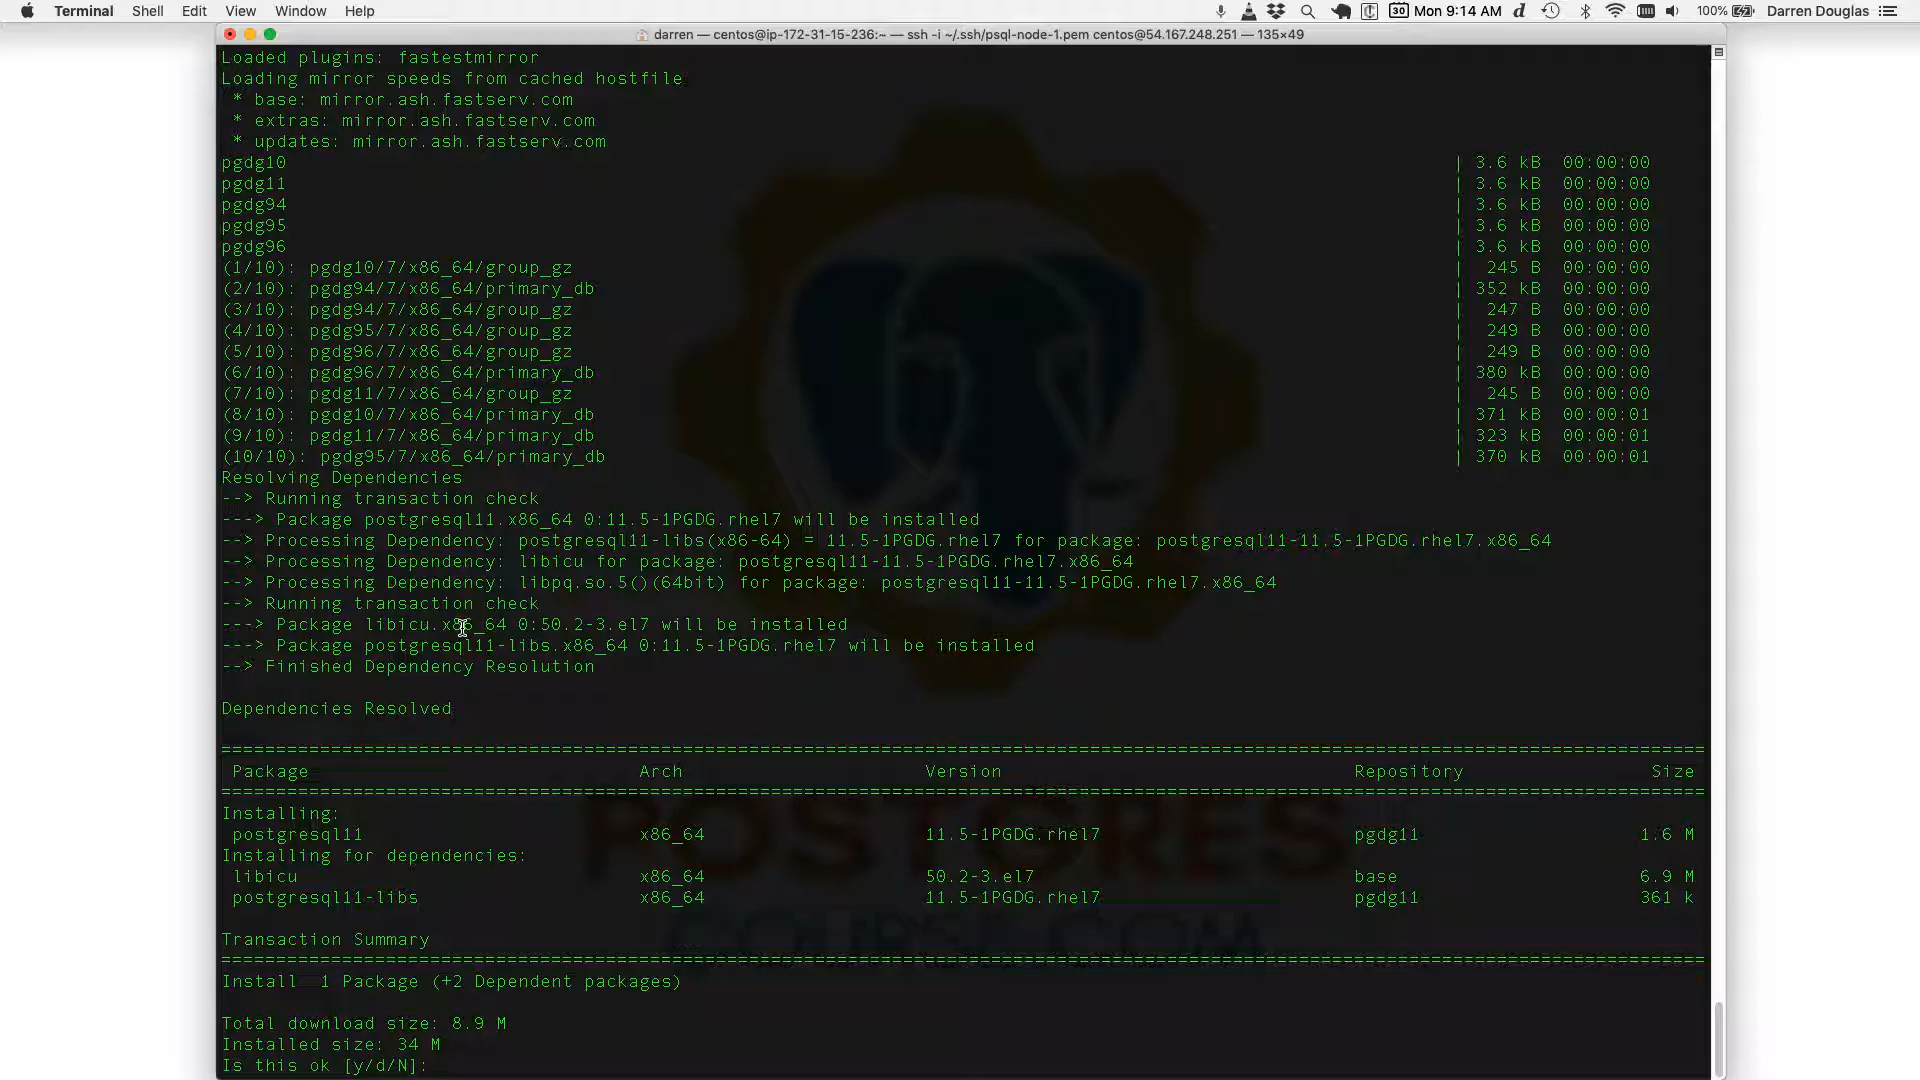 Terminal Shell Edit View Window Help 30 Mon 9:14 AM d 100% Darren Douglas
darren — centos@ip-172-31-15-236:~ — ssh -i ~/.ssh/psql-node-1.pem centos@54.167.248.251 — 135×49
Loaded plugins: fastestmirror
Loading mirror speeds from cached hostfile
* base: mirror.ash.fastserv.com
* extras: mirror.ash.fastserv.com
* updates: mirror.ash.fastserv.com
pgdg10 | 3.6 kB 00:00:00
pgdg11 | 3.6 kB 00:00:00
pgdg94 | 3.6 kB 00:00:00
pgdg95 | 3.6 kB 00:00:00
pgdg96 | 3.6 kB 00:00:00
(1/10): pgdg10/7/x86_64/group_gz | 245 B 00:00:00
(2/10): pgdg94/7/x86_64/primary_db | 352 kB 00:00:00
(3/10): pgdg94/7/x86_64/group_gz | 247 B 00:00:00
(4/10): pgdg95/7/x86_64/group_gz | 249 B 00:00:00
(5/10): pgdg96/7/x86_64/group_gz | 249 B 00:00:00
(6/10): pgdg96/7/x86_64/primary_db | 380 kB 00:00:00
(7/10): pgdg11/7/x86_64/group_gz | 245 B 00:00:00
(8/10): pgdg10/7/x86_64/primary_db | 371 kB 00:00:01
(9/10): pgdg11/7/x86_64/primary_db | 323 kB 00:00:01
(10/10): pgdg95/7/x86_64/primary_db | 370 kB 00:00:01
Resolving Dependencies
--> Running transaction check
---> Package postgresql11.x86_64 0:11.5-1PGDG.rhel7 will be installed
--> Processing Dependency: postgresql11-libs(x86-64) = 11.5-1PGDG.rhel7 for package: postgresql11-11.5-1PGDG.rhel7.x86_64
--> Processing Dependency: libicu for package: postgresql11-11.5-1PGDG.rhel7.x86_64
--> Processing Dependency: libpq.so.5()(64bit) for package: postgresql11-11.5-1PGDG.rhel7.x86_64
--> Running transaction check
---> Package libicu.x86_64 0:50.2-3.el7 will be installed
---> Package postgresql11-libs.x86_64 0:11.5-1PGDG.rhel7 will be installed
--> Finished Dependency Resolution
Dependencies Resolved
Package Arch Version Repository Size
Installing:
postgresql11 x86_64 11.5-1PGDG.rhel7 pgdg11 1.6 M
Installing for dependencies:
libicu x86_64 50.2-3.el7 base 6.9 M
postgresql11-libs x86_64 11.5-1PGDG.rhel7 pgdg11 361 k
POSTGRES
COURSE.COM
Transaction Summary
Install 1 Package (+2 Dependent packages)
Total download size: 8.9 M
Installed size: 34 M
Is this ok [y/d/N]: